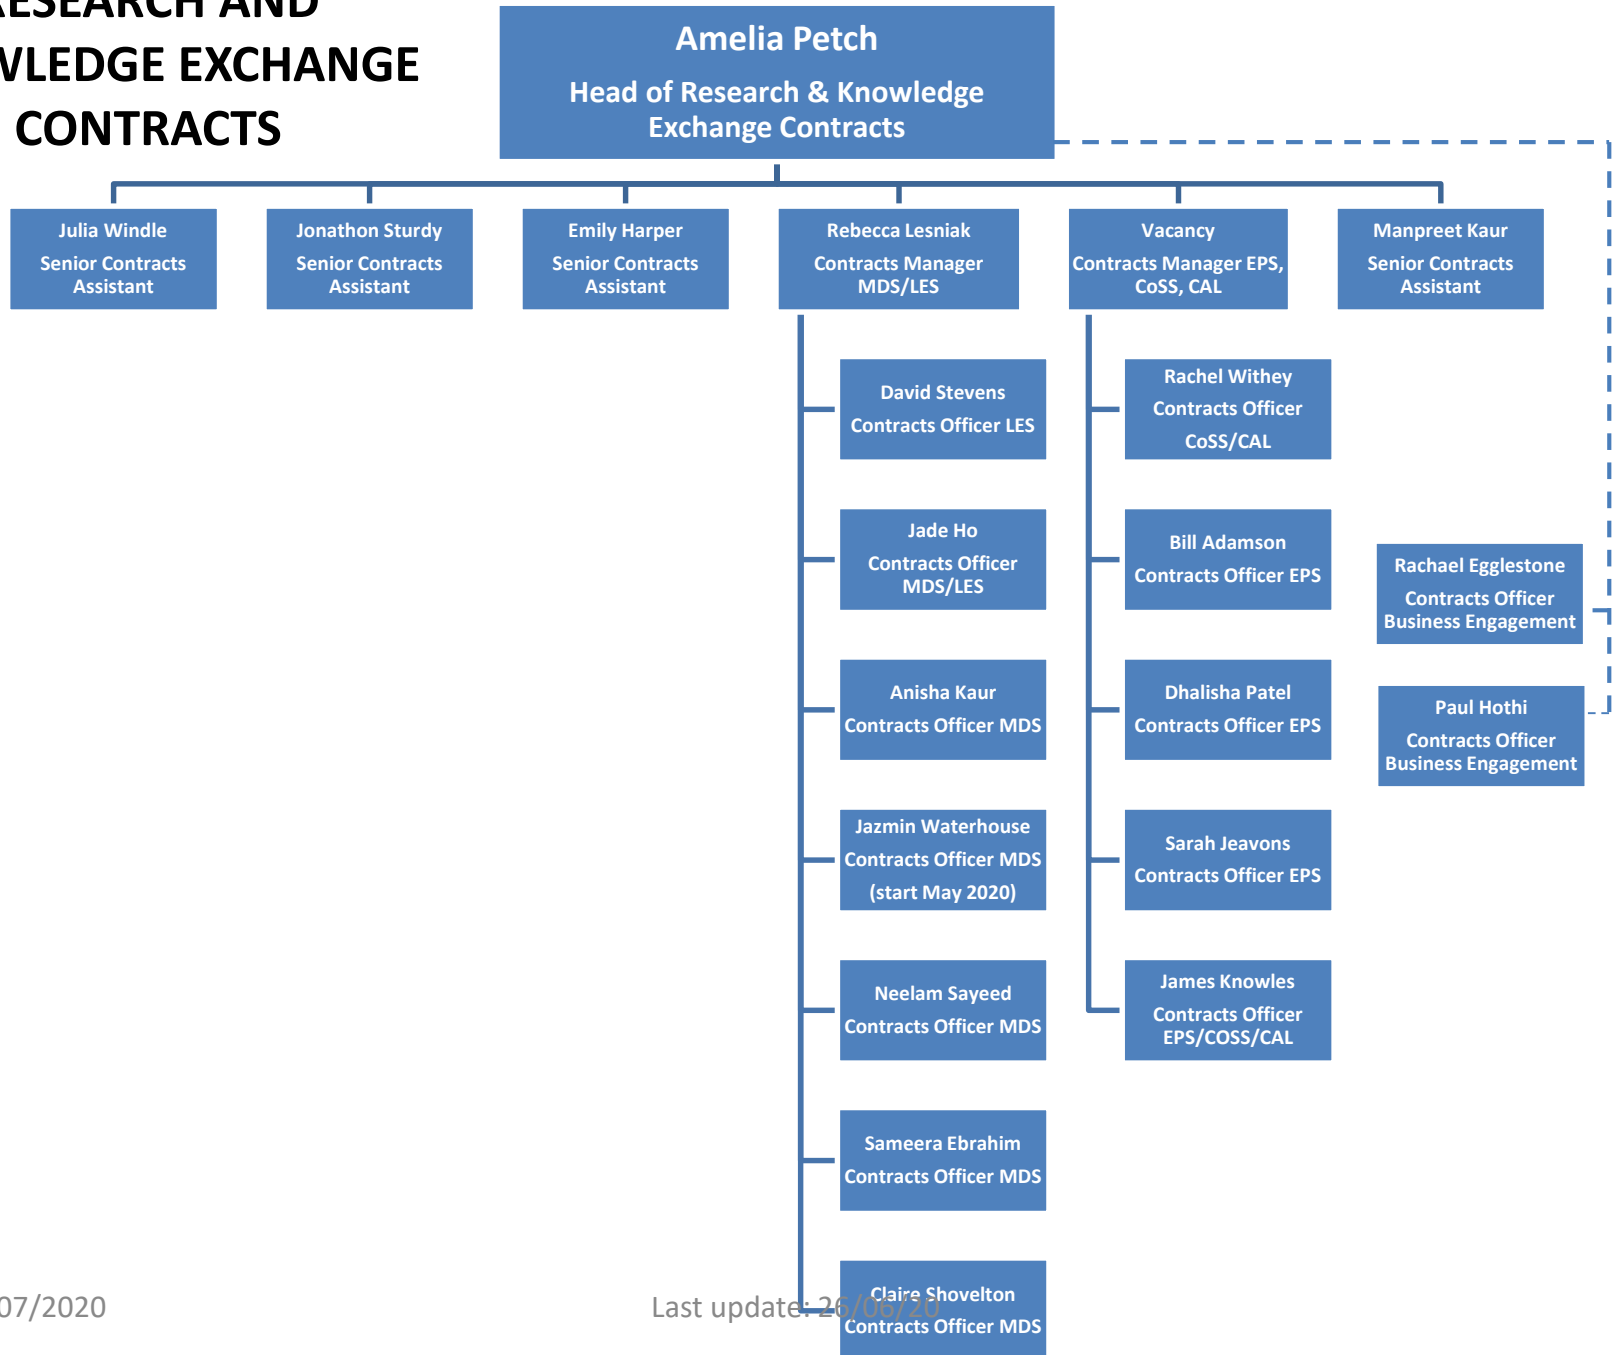 RESEARCH AND
WLEDGE EXCHANGE
CONTRACTS
Amelia Petch
Head of Research & Knowledge
Exchange Contracts
Julia Windle
Senior Contracts
Assistant
Jonathon Sturdy
Senior Contracts
Assistant
Emily Harper
Senior Contracts
Assistant
Rebecca Lesniak
Contracts Manager
MDS/LES
Vacancy
Contracts Manager EPS,
CoSS, CAL
Manpreet Kaur
Senior Contracts
Assistant
David Stevens
Contracts Officer LES
Jade Ho
Contracts Officer
MDS/LES
Anisha Kaur
Contracts Officer MDS
Jazmin Waterhouse
Contracts Officer MDS
(start May 2020)
Neelam Sayeed
Contracts Officer MDS
Sameera Ebrahim
Contracts Officer MDS
Claire Shovelton
Contracts Officer MDS
Rachel Withey
Contracts Officer
CoSS/CAL
Bill Adamson
Contracts Officer EPS
Dhalisha Patel
Contracts Officer EPS
Sarah Jeavons
Contracts Officer EPS
James Knowles
Contracts Officer
EPS/COSS/CAL
Rachael Egglestone
Contracts Officer
Business Engagement
Paul Hothi
Contracts Officer
Business Engagement
07/2020
Last update: 26/06/20